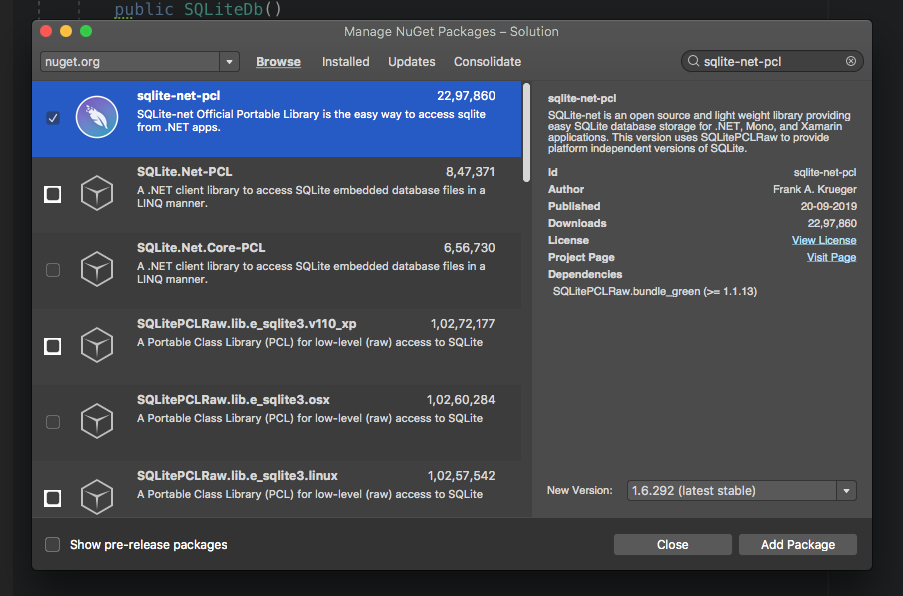 public SQLiteDb()
Manage NuGet Packages – Solution
nuget.org
Browse
Installed
Updates
Consolidate
sqlite-net-pcl
sqlite-net-pcl 22,97,860
SQLite-net Official Portable Library is the easy way to access sqlite
from .NET apps.
SQLite.Net-PCL 8,47,371
A .NET client library to access SQLite embedded database files in a
LINQ manner.
SQLite.Net.Core-PCL 6,56,730
A .NET client library to access SQLite embedded database files in a
LINQ manner.
SQLitePCLRaw.lib.e_sqlite3.v110_xp 1,02,72,177
A Portable Class Library (PCL) for low-level (raw) access to SQLite
SQLitePCLRaw.lib.e_sqlite3.osx 1,02,60,284
A Portable Class Library (PCL) for low-level (raw) access to SQLite
SQLitePCLRaw.lib.e_sqlite3.linux 1,02,57,542
A Portable Class Library (PCL) for low-level (raw) access to SQLite
sqlite-net-pcl
SQLite-net is an open source and light weight library providing
easy SQLite database storage for .NET, Mono, and Xamarin
applications. This version uses SQLitePCLRaw to provide
platform independent versions of SQLite.
Id sqlite-net-pcl
Author Frank A. Krueger
Published 20-09-2019
Downloads 22,97,860
License View License
Project Page Visit Page
Dependencies
SQLitePCLRaw.bundle_green (>= 1.1.13)
New Version: 1.6.292 (latest stable)
Show pre-release packages
Close
Add Package